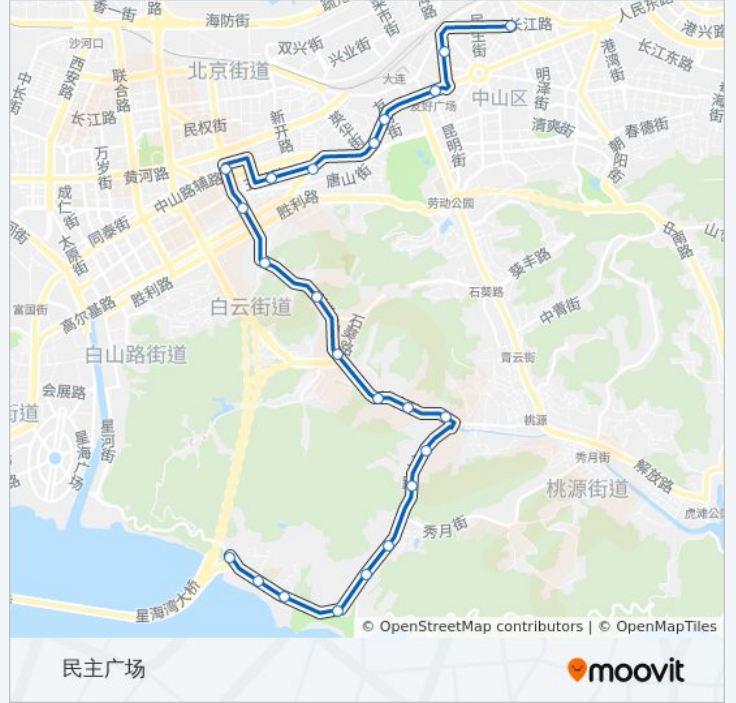 香一街
海防街
长江路
人民东路
港兴路
沙河口
双兴街
兴业街
民生街
港湾街
长江东路
西安路
联合路
北京街道
大连
中山区
明泽街
长江路
民权街
新开路
英华街
友好广场
昆明街
清爽街
春德街
朝阳街
万岁街
黄河路
中山路辅路
唐山街
胜利路
劳动公园
成仁街
太原街
同泰街
葵丰路
富国街
高尔基路
胜利路
白云街道
石葵路
中青街
白山路街道
青云街
会展路
街道
星河街
星海广场
桃源
秀月街
解放路
桃源街道
虎滩公园
秀月街
星海湾大桥
© OpenStreetMap contributors | © OpenMapTiles
民主广场
moovit